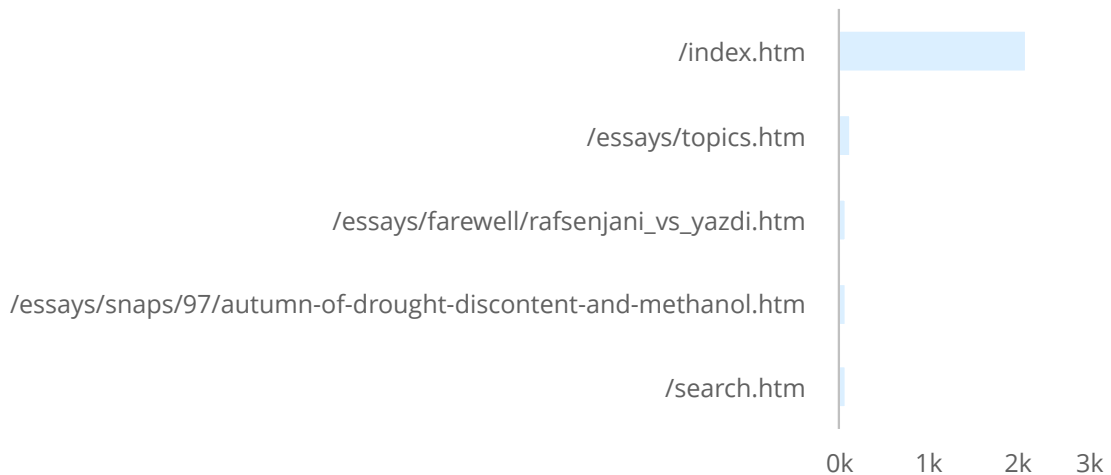 /index.htm
/essays/topics.htm
/essays/farewell/rafsenjani_vs_yazdi.htm
/essays/snaps/97/autumn-of-drought-discontent-and-methanol.htm
/search.htm
0k 1k 2k 3k